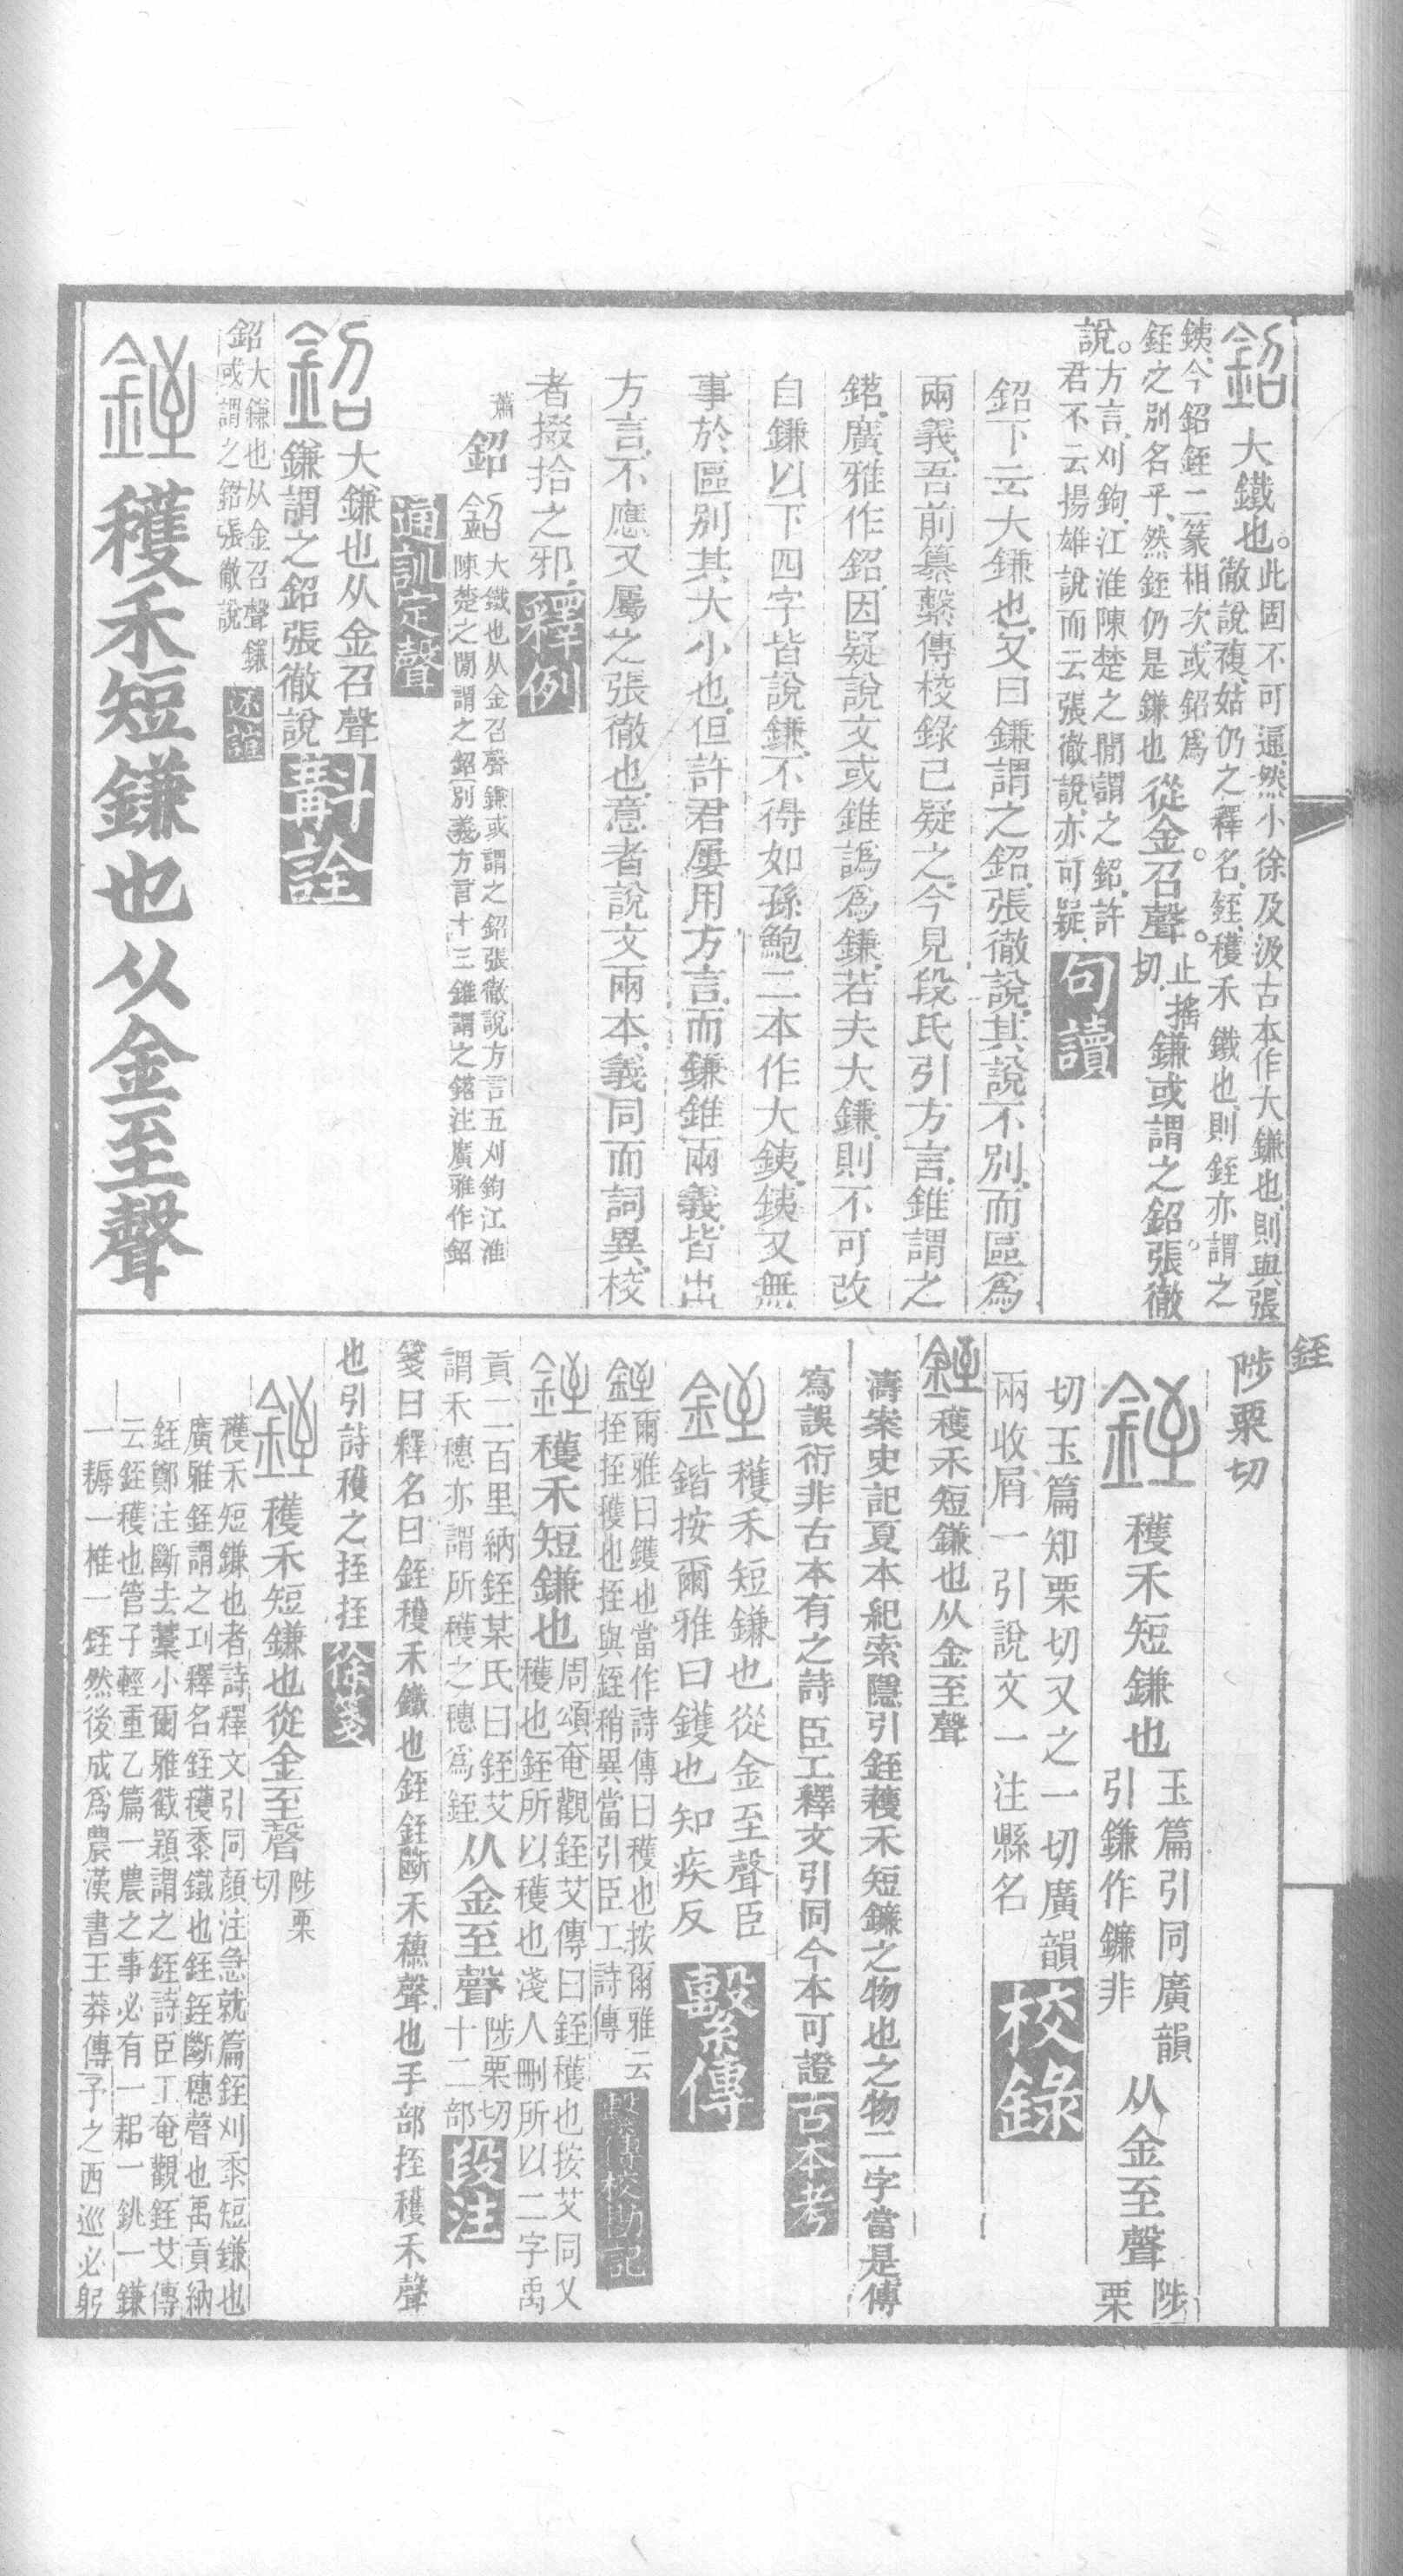 鉊大鐵也。此固不可通、然小徐及汲古本作大鎌也、則與張
徹說複、姑仍之、釋名、銍、穫禾鐵也、則銍亦謂之
鐵、今鉊銍二篆相次、或鉊爲
銍之別名乎、然銍仍是鎌也從金。召聲。止搖切、鎌或謂之鉊。張徹
說。方言、刈鉤、江淮陳楚之閒謂之鉊、許
君不云揚雄說而云張徹說、亦可疑、句讀
鉊下云大鎌也、又曰鎌謂之鉊、張徹說、其說不別、而區爲
兩義、吾前纂繫傳校錄已疑之、今見段氏引方言、錐謂之
鍣、廣雅作鉊、因疑說文或錐譌爲鎌、若夫大鎌、則不可改
自鎌以下四字皆說鎌、不得如孫鮑二本作大鐵、鐵又無
事於區別其大小也、但許君屢用方言、而鎌錐兩義、皆出
方言、不應又屬之張徹也、意者說文兩本、義同而詞異、校
者掇拾之邪、釋例
蕭鉊鉊大鐵也从金召聲鎌或謂之鉊張徹說方言五刈鉤江淮
陳楚之閒謂之鉊別義方言十三錐謂之鍣注廣雅作鉊
通訓定聲
鉊大鎌也从金召聲
鎌謂之鉊張徹說斠詮
鉊大鎌也从金召聲鎌
或謂之鉊張徹說述誼
銍穫禾短鎌也从金至聲
銍
陟栗切
銍穫禾短鎌也玉篇引同廣韻
引鎌作鐮非从金至聲陟栗
切玉篇知栗切又之一切廣韻
兩收屑一引說文一注縣名校錄
銍穫禾短鎌也从金至聲
濤案史記夏本紀索隱引銍穫禾短鐮之物也之物二字當是傳
寫誤衍非古本有之詩臣工釋文引同今本可證古本考
銍穫禾短鎌也從金至聲臣
鍇按爾雅曰鑊也知疾反繫傳
銍爾雅曰鑊也當作詩傳曰穫也按爾雅云
挃挃穫也挃與銍稍異當引臣工詩傳繫傳校勘記
銍穫禾短鎌也周頌奄觀銍艾傳曰銍穫也按艾同又
穫也銍所以穫也淺人刪所以二字禹
貢二百里納銍某氏曰銍艾
謂禾穗亦謂所穫之穗爲銍从金至聲陟栗切十二部段注
箋曰釋名曰銍穫禾鐵也銍銍斷禾穗聲也手部挃穫禾聲
也引詩穫之挃挃徐箋
銍穫禾短鎌也從金至聲陟栗切
穫禾短鎌也者詩釋文引同顏注急就篇銍刈黍短鎌也
廣雅銍謂之刈釋名銍穫黍鐵也銍銍斷穗聲也禹貢納
銍鄭注斷去藁小爾雅截穎謂之銍詩臣工奄觀銍艾傳
云銍穫也管子輕重乙篇一農之事必有一耜一銚一鎌
一耨一椎一銍然後成爲農漢書王莽傳予之西巡必躬